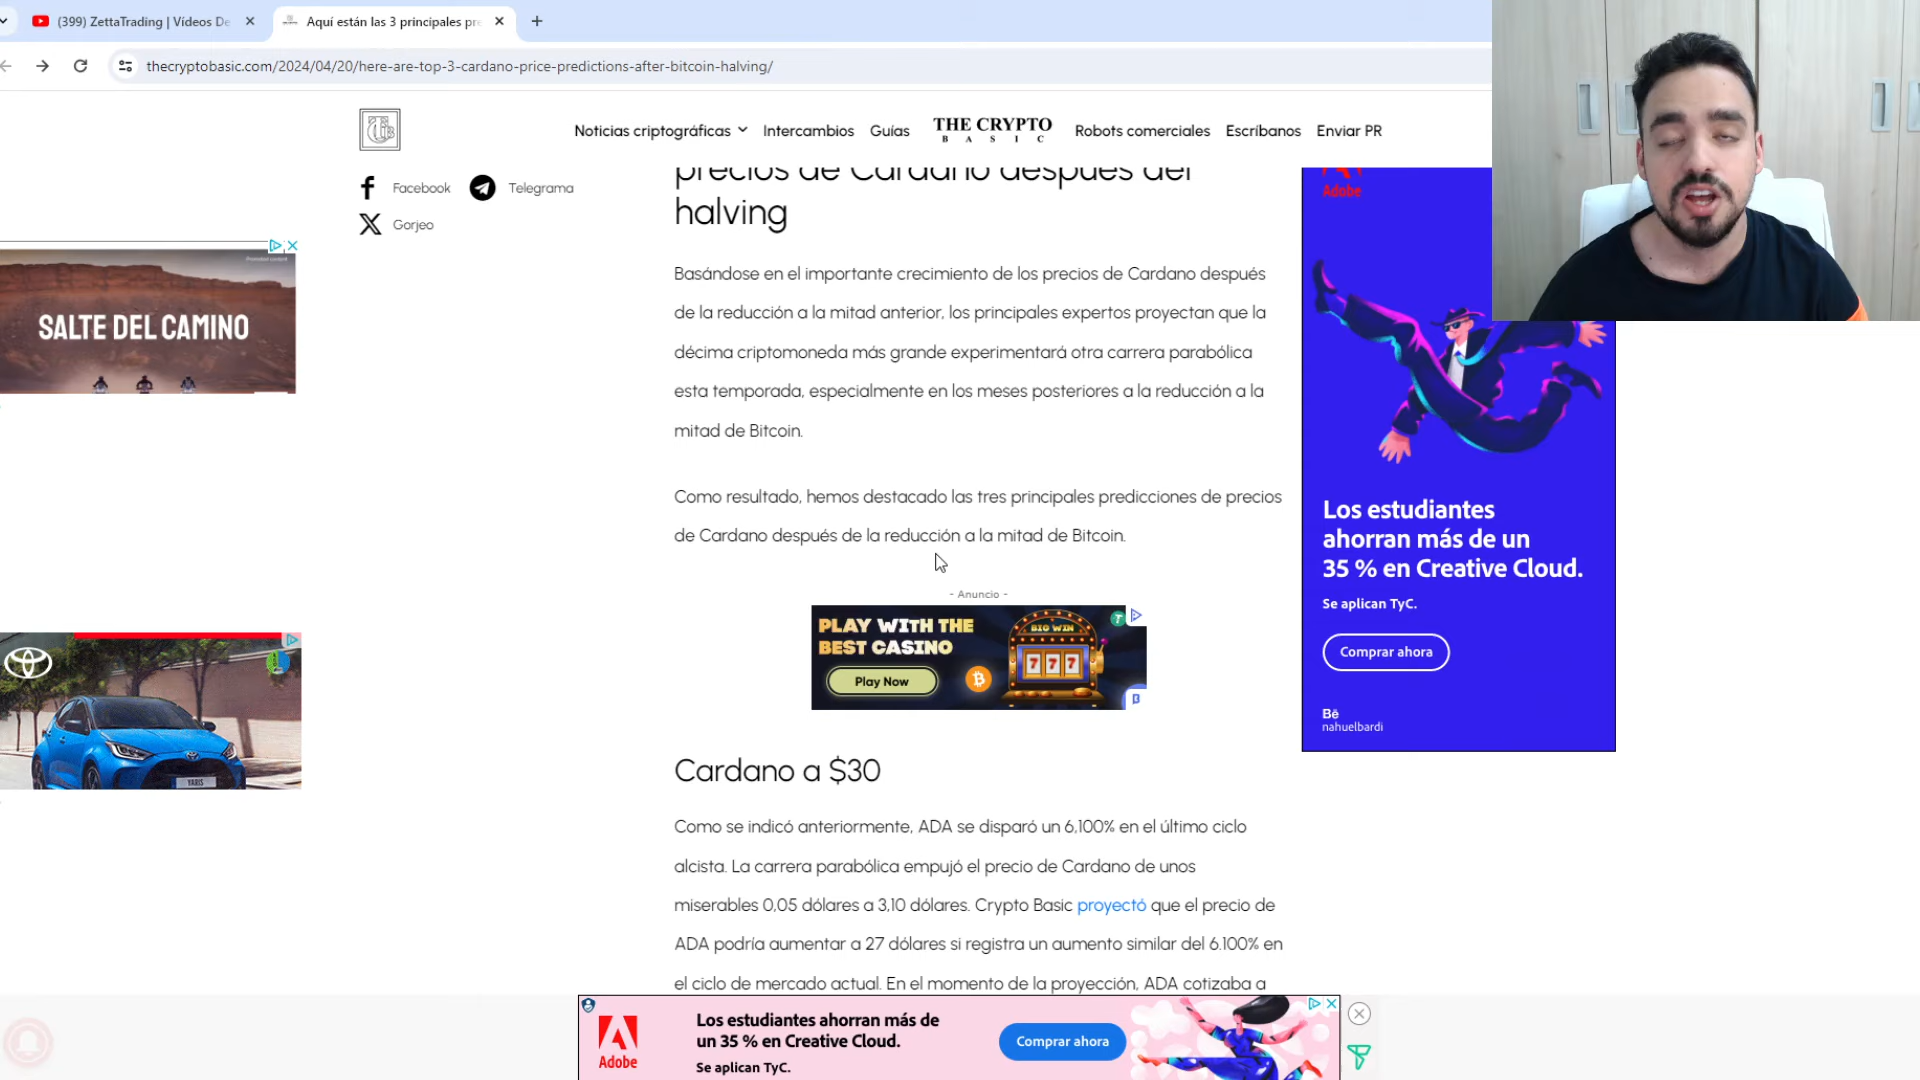 (399) ZettaTrading | Vídeos De
Aquí están las 3 principales pre
thecryptobasic.com/2024/04/20/here-are-top-3-cardano-price-predictions-after-bitcoin-halving/
Noticias criptográficas
Intercambios
Guías
THE CRYPTO
BASIC
Robots comerciales
Escríbanos
Enviar PR
Facebook
Telegrama
Gorjeo
precios de Cardano después del
halving
Basándose en el importante crecimiento de los precios de Cardano después
de la reducción a la mitad anterior, los principales expertos proyectan que la
décima criptomoneda más grande experimentará otra carrera parabólica
esta temporada, especialmente en los meses posteriores a la reducción a la
mitad de Bitcoin.
Como resultado, hemos destacado las tres principales predicciones de precios
de Cardano después de la reducción a la mitad de Bitcoin.
- Anuncio -
PLAY WITH THE
BEST CASINO
Play Now
BIG WIN
777
Cardano a $30
Como se indicó anteriormente, ADA se disparó un 6,100% en el último ciclo
alcista. La carrera parabólica empujó el precio de Cardano de unos
miserables 0,05 dólares a 3,10 dólares. Crypto Basic proyectó que el precio de
ADA podría aumentar a 27 dólares si registra un aumento similar del 6.100% en
el ciclo de mercado actual. En el momento de la proyección, ADA cotizaba a
Promoted content
SALTE DEL CAMINO
YARIS
Adobe
Los estudiantes
ahorran más de un
35 % en Creative Cloud.
Se aplican TyC.
Comprar ahora
Bē
nahuelbardi
Adobe
Los estudiantes ahorran más de
un 35 % en Creative Cloud.
Se aplican TyC.
Comprar ahora